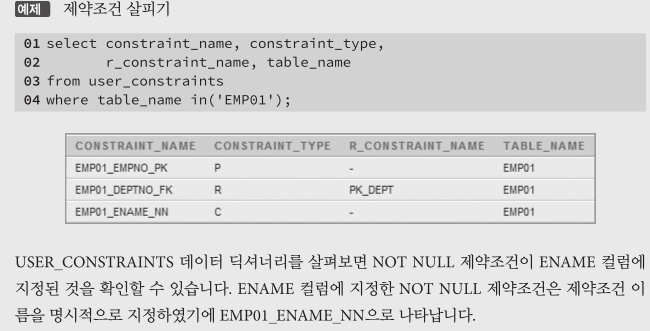 예제 제약조건 살피기
01 select constraint_name, constraint_type,
02 r_constraint_name, table_name
03 from user_constraints
04 where table_name in('EMP01');
CONSTRAINT_NAME CONSTRAINT_TYPE R_CONSTRAINT_NAME TABLE_NAME
EMP01_EMPNO_PK P - EMP01
EMP01_DEPTNO_FK R PK_DEPT EMP01
EMP01_ENAME_NN C - EMP01
USER_CONSTRAINTS 데이터 딕셔너리를 살펴보면 NOT NULL 제약조건이 ENAME 컬럼에
지정된 것을 확인할 수 있습니다. ENAME 컬럼에 지정한 NOT NULL 제약조건은 제약조건 이
름을 명시적으로 지정하였기에 EMP01_ENAME_NN으로 나타납니다.